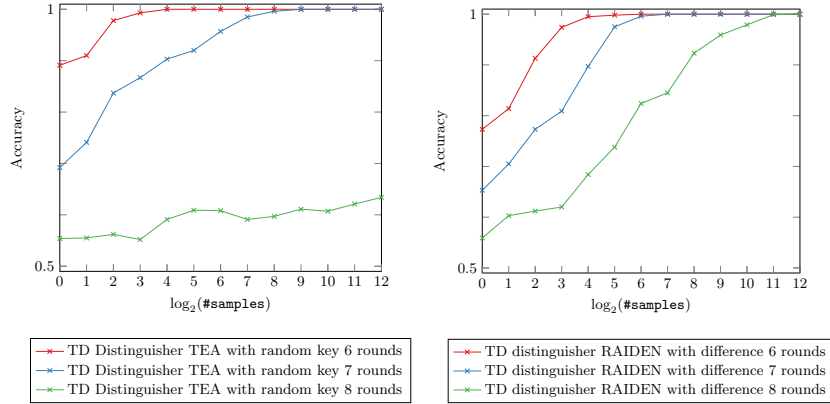 1
Accuracy
0.5
0 1 2 3 4 5 6 7 8 9 10 11 12
log2(#samples)
TD Distinguisher TEA with random key 6 rounds
TD Distinguisher TEA with random key 7 rounds
TD Distinguisher TEA with random key 8 rounds
1
Accuracy
0.5
0 1 2 3 4 5 6 7 8 9 10 11 12
log2(#samples)
TD distinguisher RAIDEN with difference 6 rounds
TD distinguisher RAIDEN with difference 7 rounds
TD distinguisher RAIDEN with difference 8 rounds